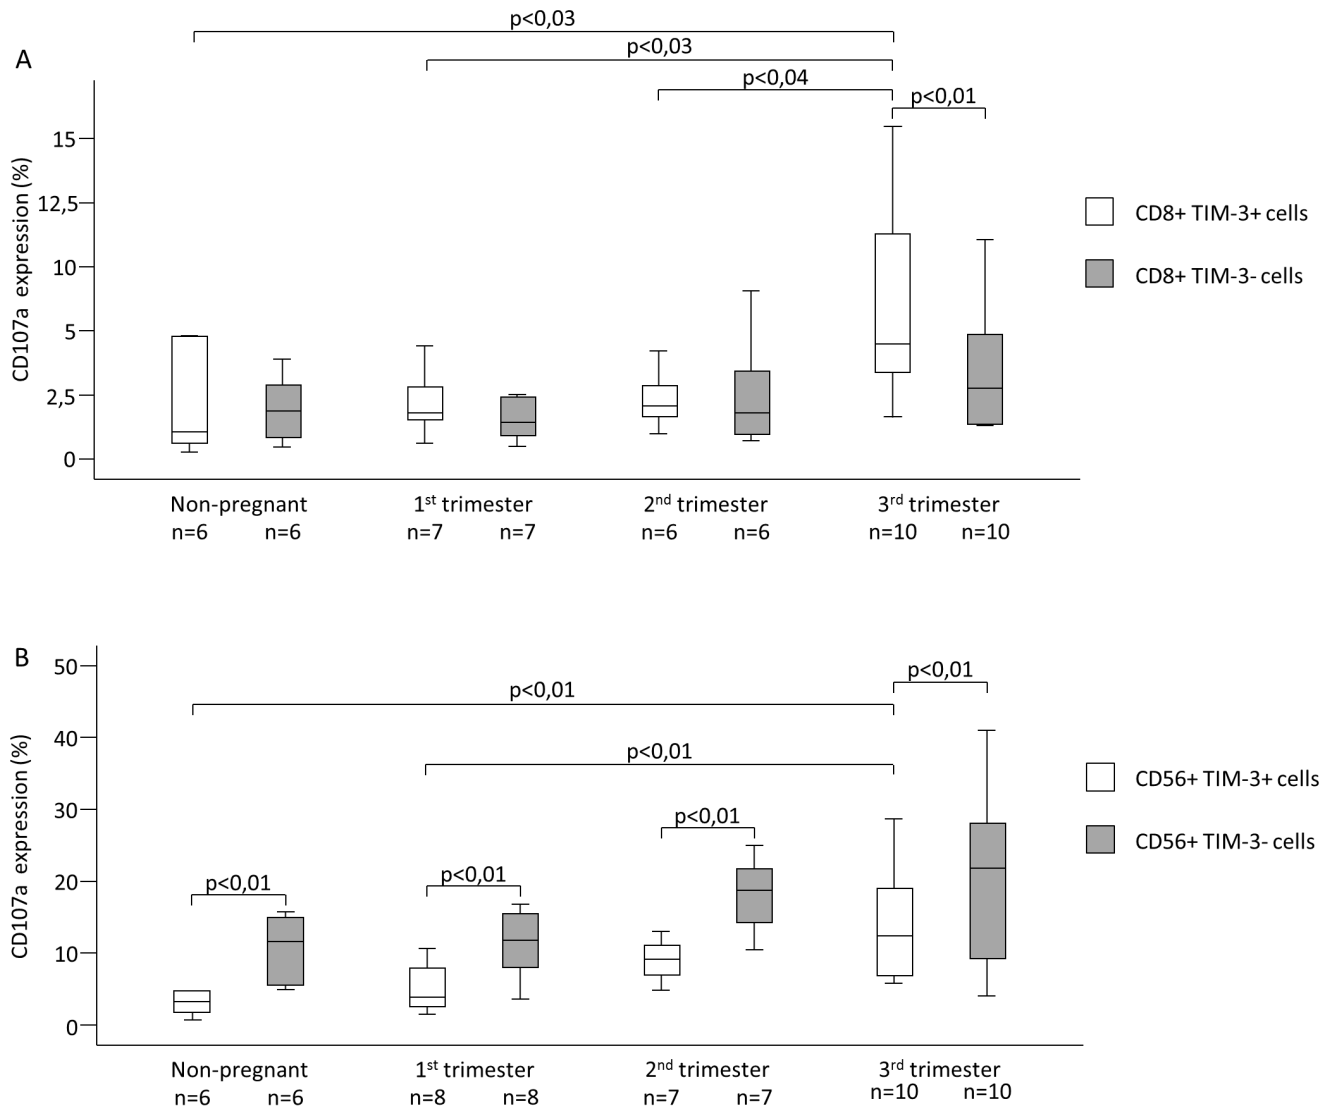 p<0,03
p<0,03
p<0,04
p<0,01
A
CD107a expression (%)
15
12,5
10
5
2,5
0
CD8+ TIM-3+ cells
CD8+ TIM-3- cells
Non-pregnant 1st trimester 2nd trimester 3rd trimester
n=6 n=6 n=7 n=7 n=6 n=6 n=10 n=10
B
CD107a expression (%)
50
40
30
20
10
0
p<0,01
p<0,01
p<0,01
p<0,01
p<0,01
p<0,01
CD56+ TIM-3+ cells
CD56+ TIM-3- cells
Non-pregnant 1st trimester 2nd trimester 3rd trimester
n=6 n=6 n=8 n=8 n=7 n=7 n=10 n=10